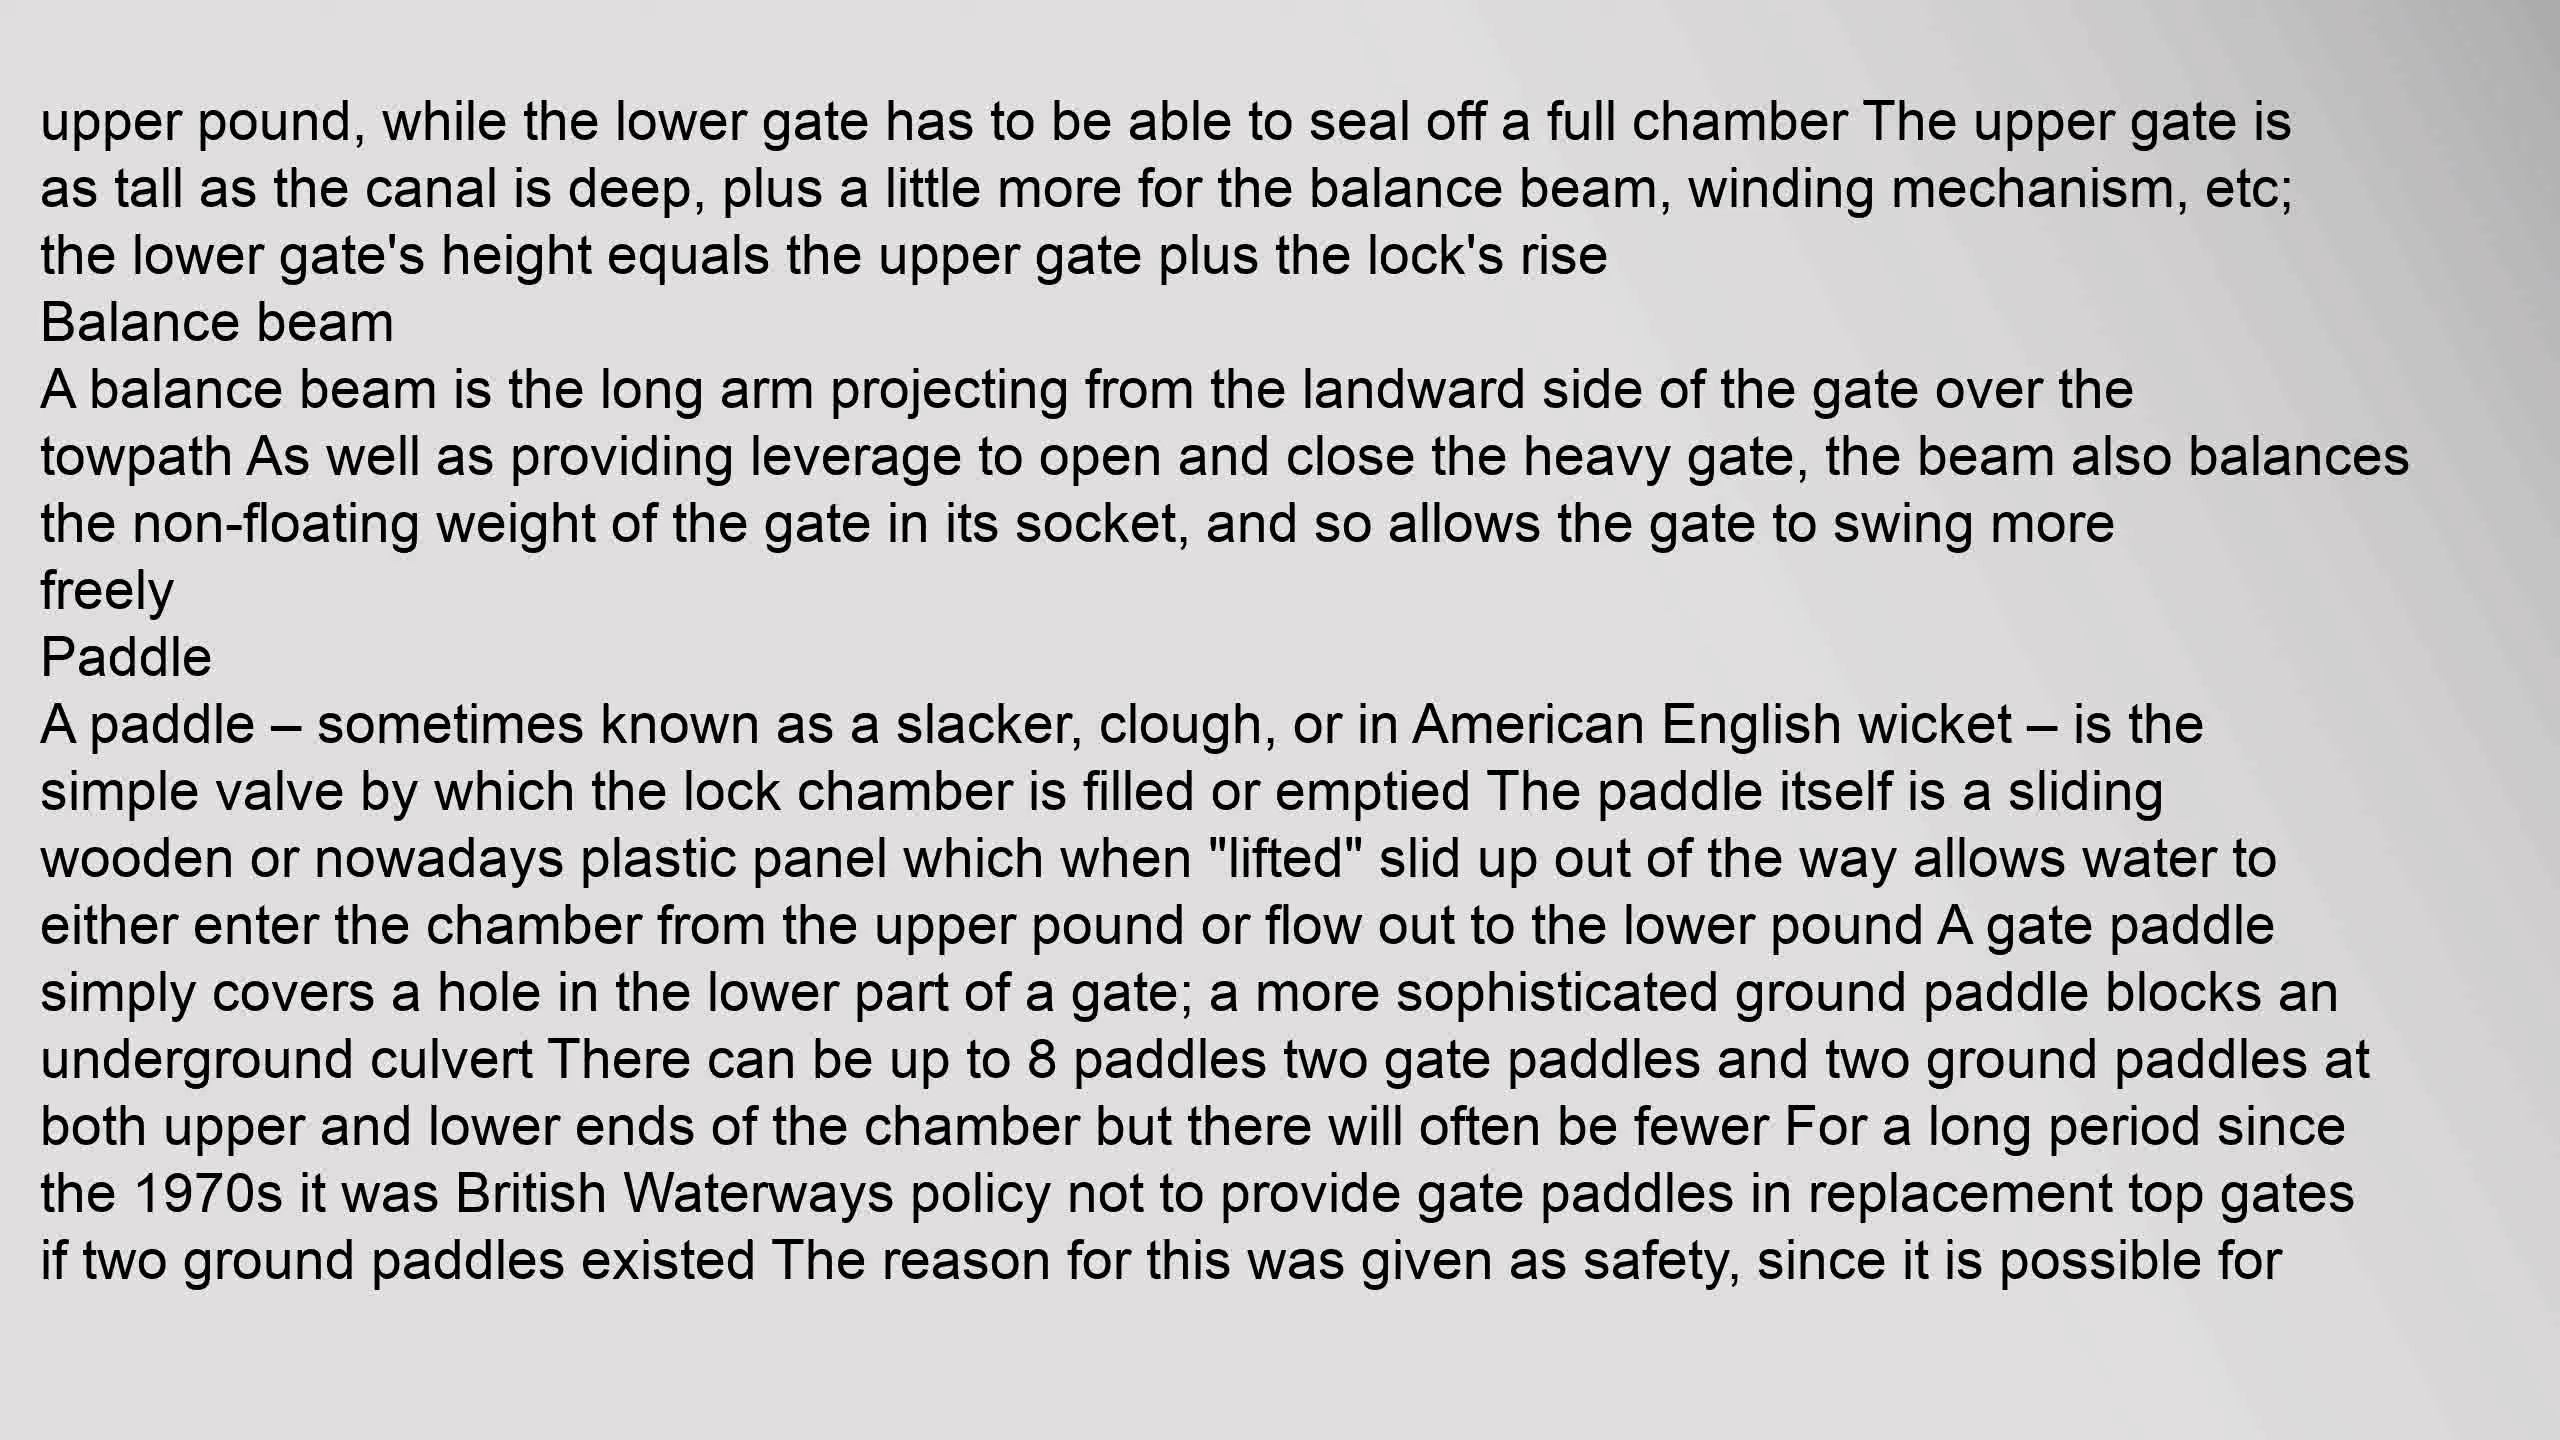 upper pound, while the lower gate has to be able to seal off a full chamber The upper gate is
as tall as the canal is deep, plus a little more for the balance beam, winding mechanism, etc;
the lower gate's height equals the upper gate plus the lock's rise
Balance beam
A balance beam is the long arm projecting from the landward side of the gate over the
towpath As well as providing leverage to open and close the heavy gate, the beam also balances
the non-floating weight of the gate in its socket, and so allows the gate to swing more
freely
Paddle
A paddle – sometimes known as a slacker, clough, or in American English wicket – is the
simple valve by which the lock chamber is filled or emptied The paddle itself is a sliding
wooden or nowadays plastic panel which when "lifted" slid up out of the way allows water to
either enter the chamber from the upper pound or flow out to the lower pound A gate paddle
simply covers a hole in the lower part of a gate; a more sophisticated ground paddle blocks an
underground culvert There can be up to 8 paddles two gate paddles and two ground paddles at
both upper and lower ends of the chamber but there will often be fewer For a long period since
the 1970s it was British Waterways policy not to provide gate paddles in replacement top gates
if two ground paddles existed The reason for this was given as safety, since it is possible for